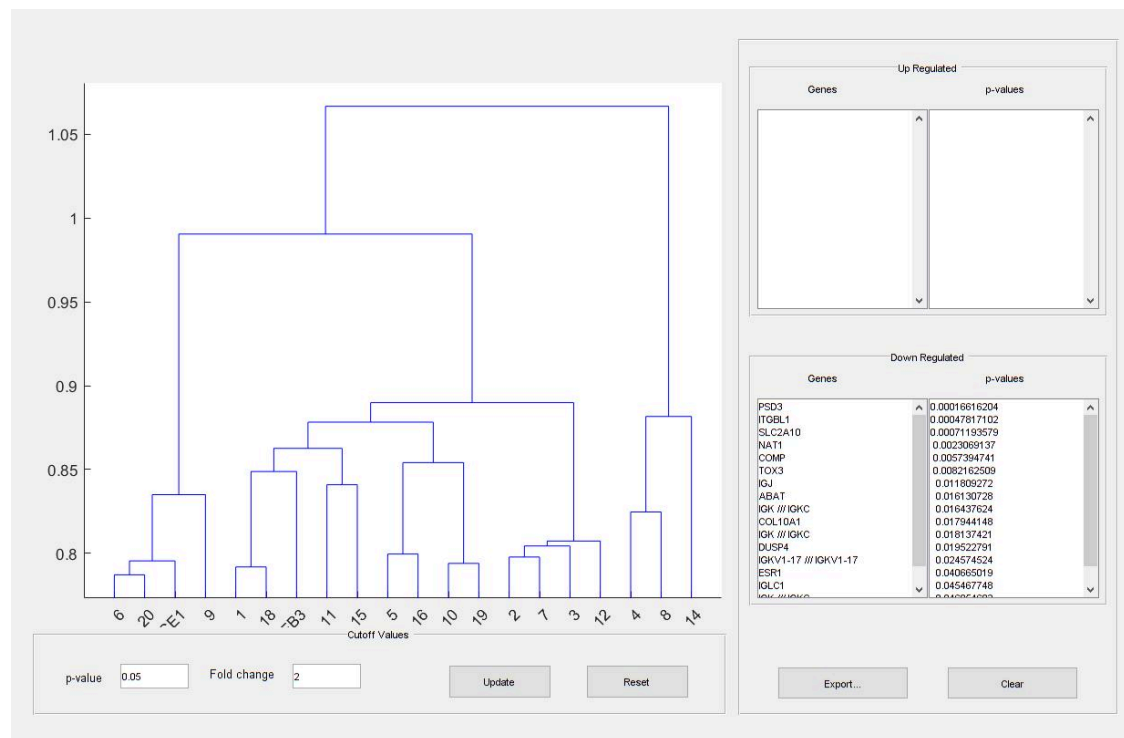 1.05
1
0.95
0.9
0.85
0.8
6 20 9 1 18 11 15 5 16 10 19 2 7 3 12 4 8 14
Cutoff Values
p-value 0.05 Fold change 2 Update Reset
Up Regulated
Genes p-values
Down Regulated
Genes p-values
PSD3 0.00016616204
ITGBL1 0.00047817102
SLC2A10 0.00071193579
NAT1 0.0023069137
COMP 0.0057394741
TOX3 0.0082162509
IGJ 0.011809272
ABAT 0.016130728
IGK /// IGKC 0.016437624
COL10A1 0.017944148
IGK /// IGKC 0.018137421
DUSP4 0.019522791
IGKV1-17 /// IGKV1-17 0.024574524
ESR1 0.040665019
IGLC1 0.045467748
Export... Clear